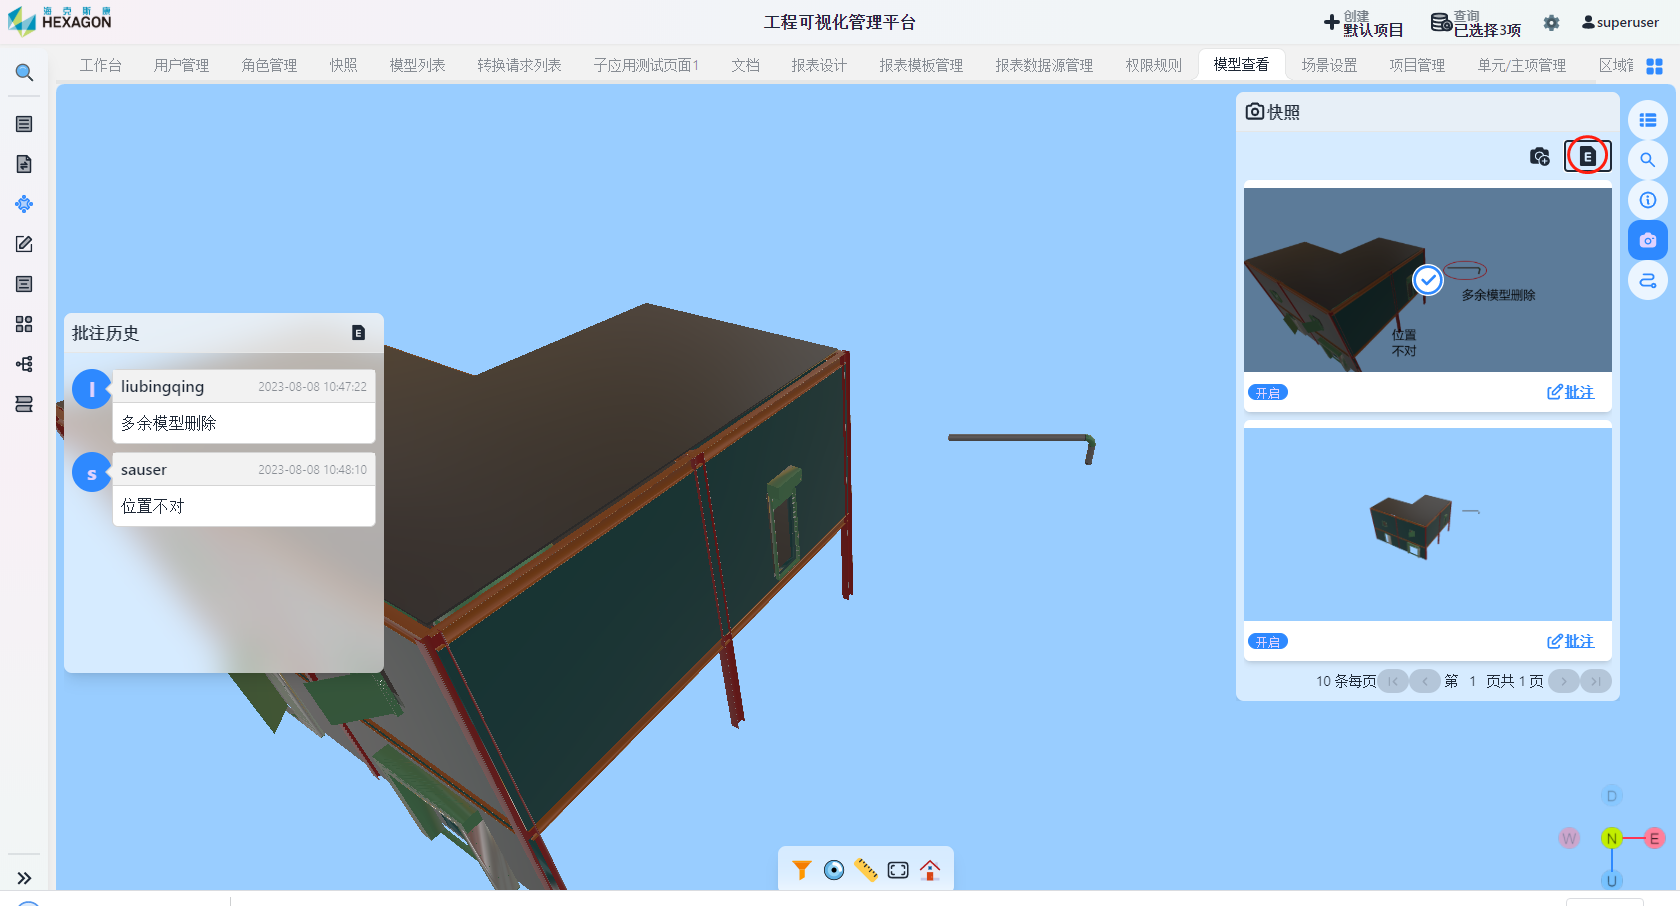 海克斯康
HEXAGON
工程可视化管理平台
创建
默认项目
查询
已选择3项
superuser
工作台
用户管理
角色管理
快照
模型列表
转换请求列表
子应用测试页面1
文档
报表设计
报表模板管理
报表数据源管理
权限规则
模型查看
场景设置
项目管理
单元/主项管理
区域管
快照
E
多余模型删除
位置
不对
开启
批注
开启
批注
10 条每页
第 1 页共 1 页
批注历史
E
l
liubingqing
2023-08-08 10:47:22
多余模型删除
s
sauser
2023-08-08 10:48:10
位置不对
D
W
N
E
U